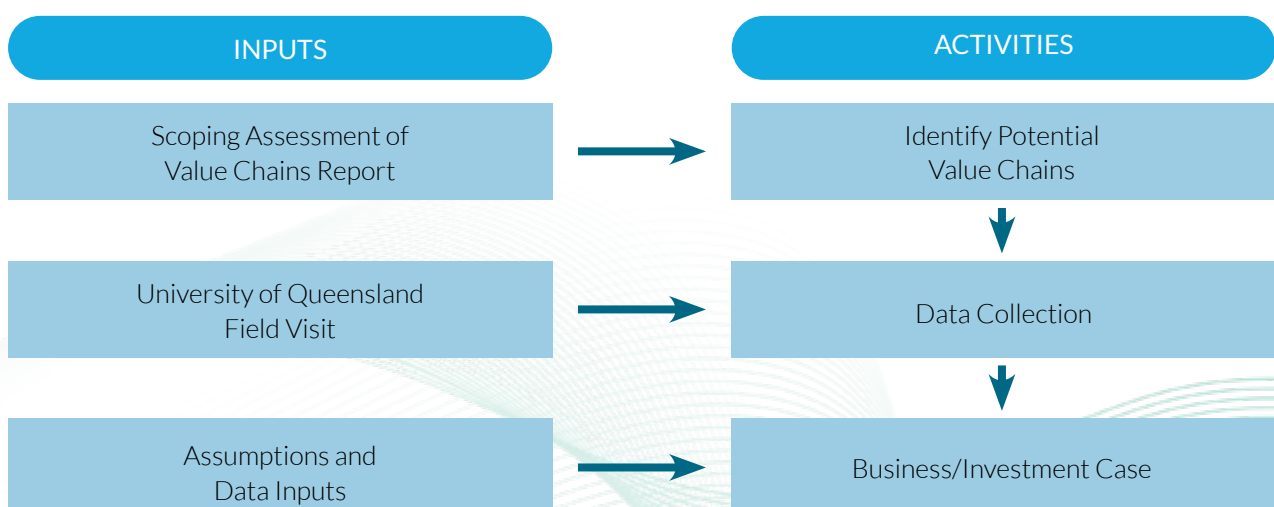 INPUTS
ACTIVITIES
Scoping Assessment of
Value Chains Report
Identify Potential
Value Chains
University of Queensland
Field Visit
Data Collection
Assumptions and
Data Inputs
Business/Investment Case